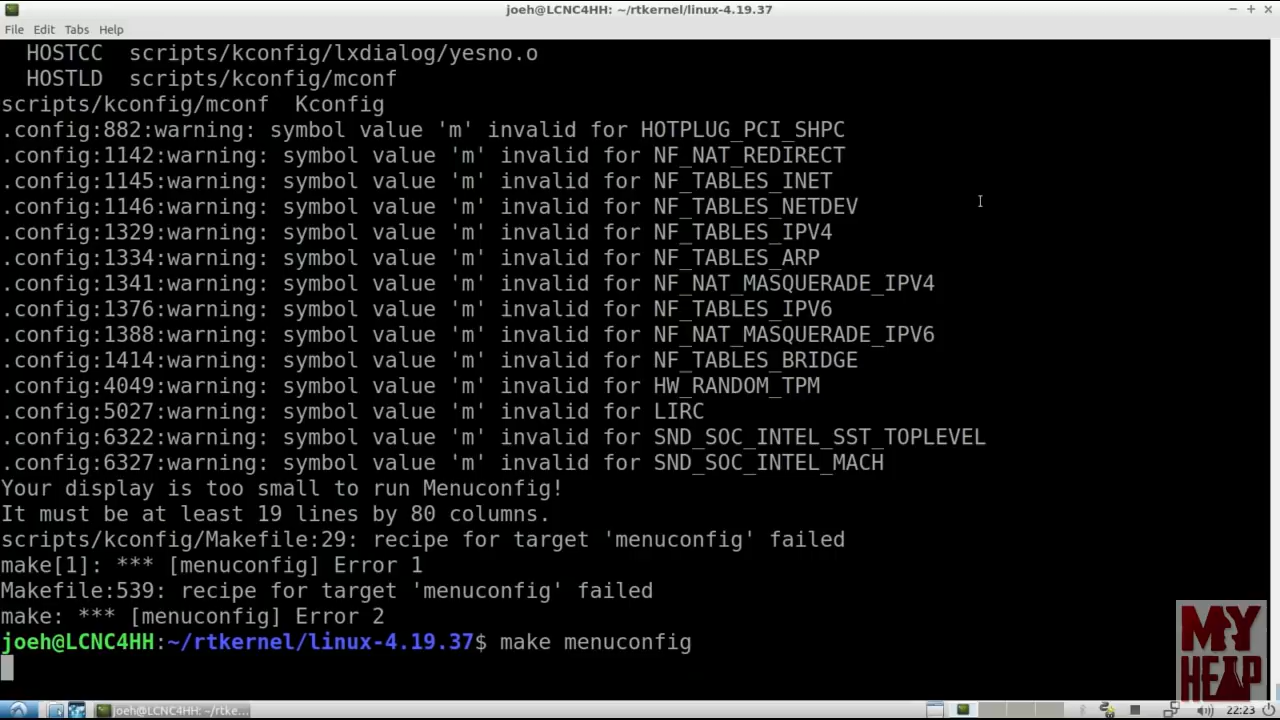 joeh@LCNC4HH: ~/rtkernel/linux-4.19.37
File Edit Tabs Help
HOSTCC scripts/kconfig/lxdialog/yesno.o
HOSTLD scripts/kconfig/mconf
scripts/kconfig/mconf Kconfig
.config:882:warning: symbol value 'm' invalid for HOTPLUG_PCI_SHPC
.config:1142:warning: symbol value 'm' invalid for NF_NAT_REDIRECT
.config:1145:warning: symbol value 'm' invalid for NF_TABLES_INET
.config:1146:warning: symbol value 'm' invalid for NF_TABLES_NETDEV
.config:1329:warning: symbol value 'm' invalid for NF_TABLES_IPV4
.config:1334:warning: symbol value 'm' invalid for NF_TABLES_ARP
.config:1341:warning: symbol value 'm' invalid for NF_NAT_MASQUERADE_IPV4
.config:1376:warning: symbol value 'm' invalid for NF_TABLES_IPV6
.config:1388:warning: symbol value 'm' invalid for NF_NAT_MASQUERADE_IPV6
.config:1414:warning: symbol value 'm' invalid for NF_TABLES_BRIDGE
.config:4049:warning: symbol value 'm' invalid for HW_RANDOM_TPM
.config:5027:warning: symbol value 'm' invalid for LIRC
.config:6322:warning: symbol value 'm' invalid for SND_SOC_INTEL_SST_TOPLEVEL
.config:6327:warning: symbol value 'm' invalid for SND_SOC_INTEL_MACH
Your display is too small to run Menuconfig!
It must be at least 19 lines by 80 columns.
scripts/kconfig/Makefile:29: recipe for target 'menuconfig' failed
make[1]: *** [menuconfig] Error 1
Makefile:539: recipe for target 'menuconfig' failed
make: *** [menuconfig] Error 2
joeh@LCNC4HH:~/rtkernel/linux-4.19.37$ make menuconfig
MY
HEAP
joeh@LCNC4HH: ~/rtke...
22:23